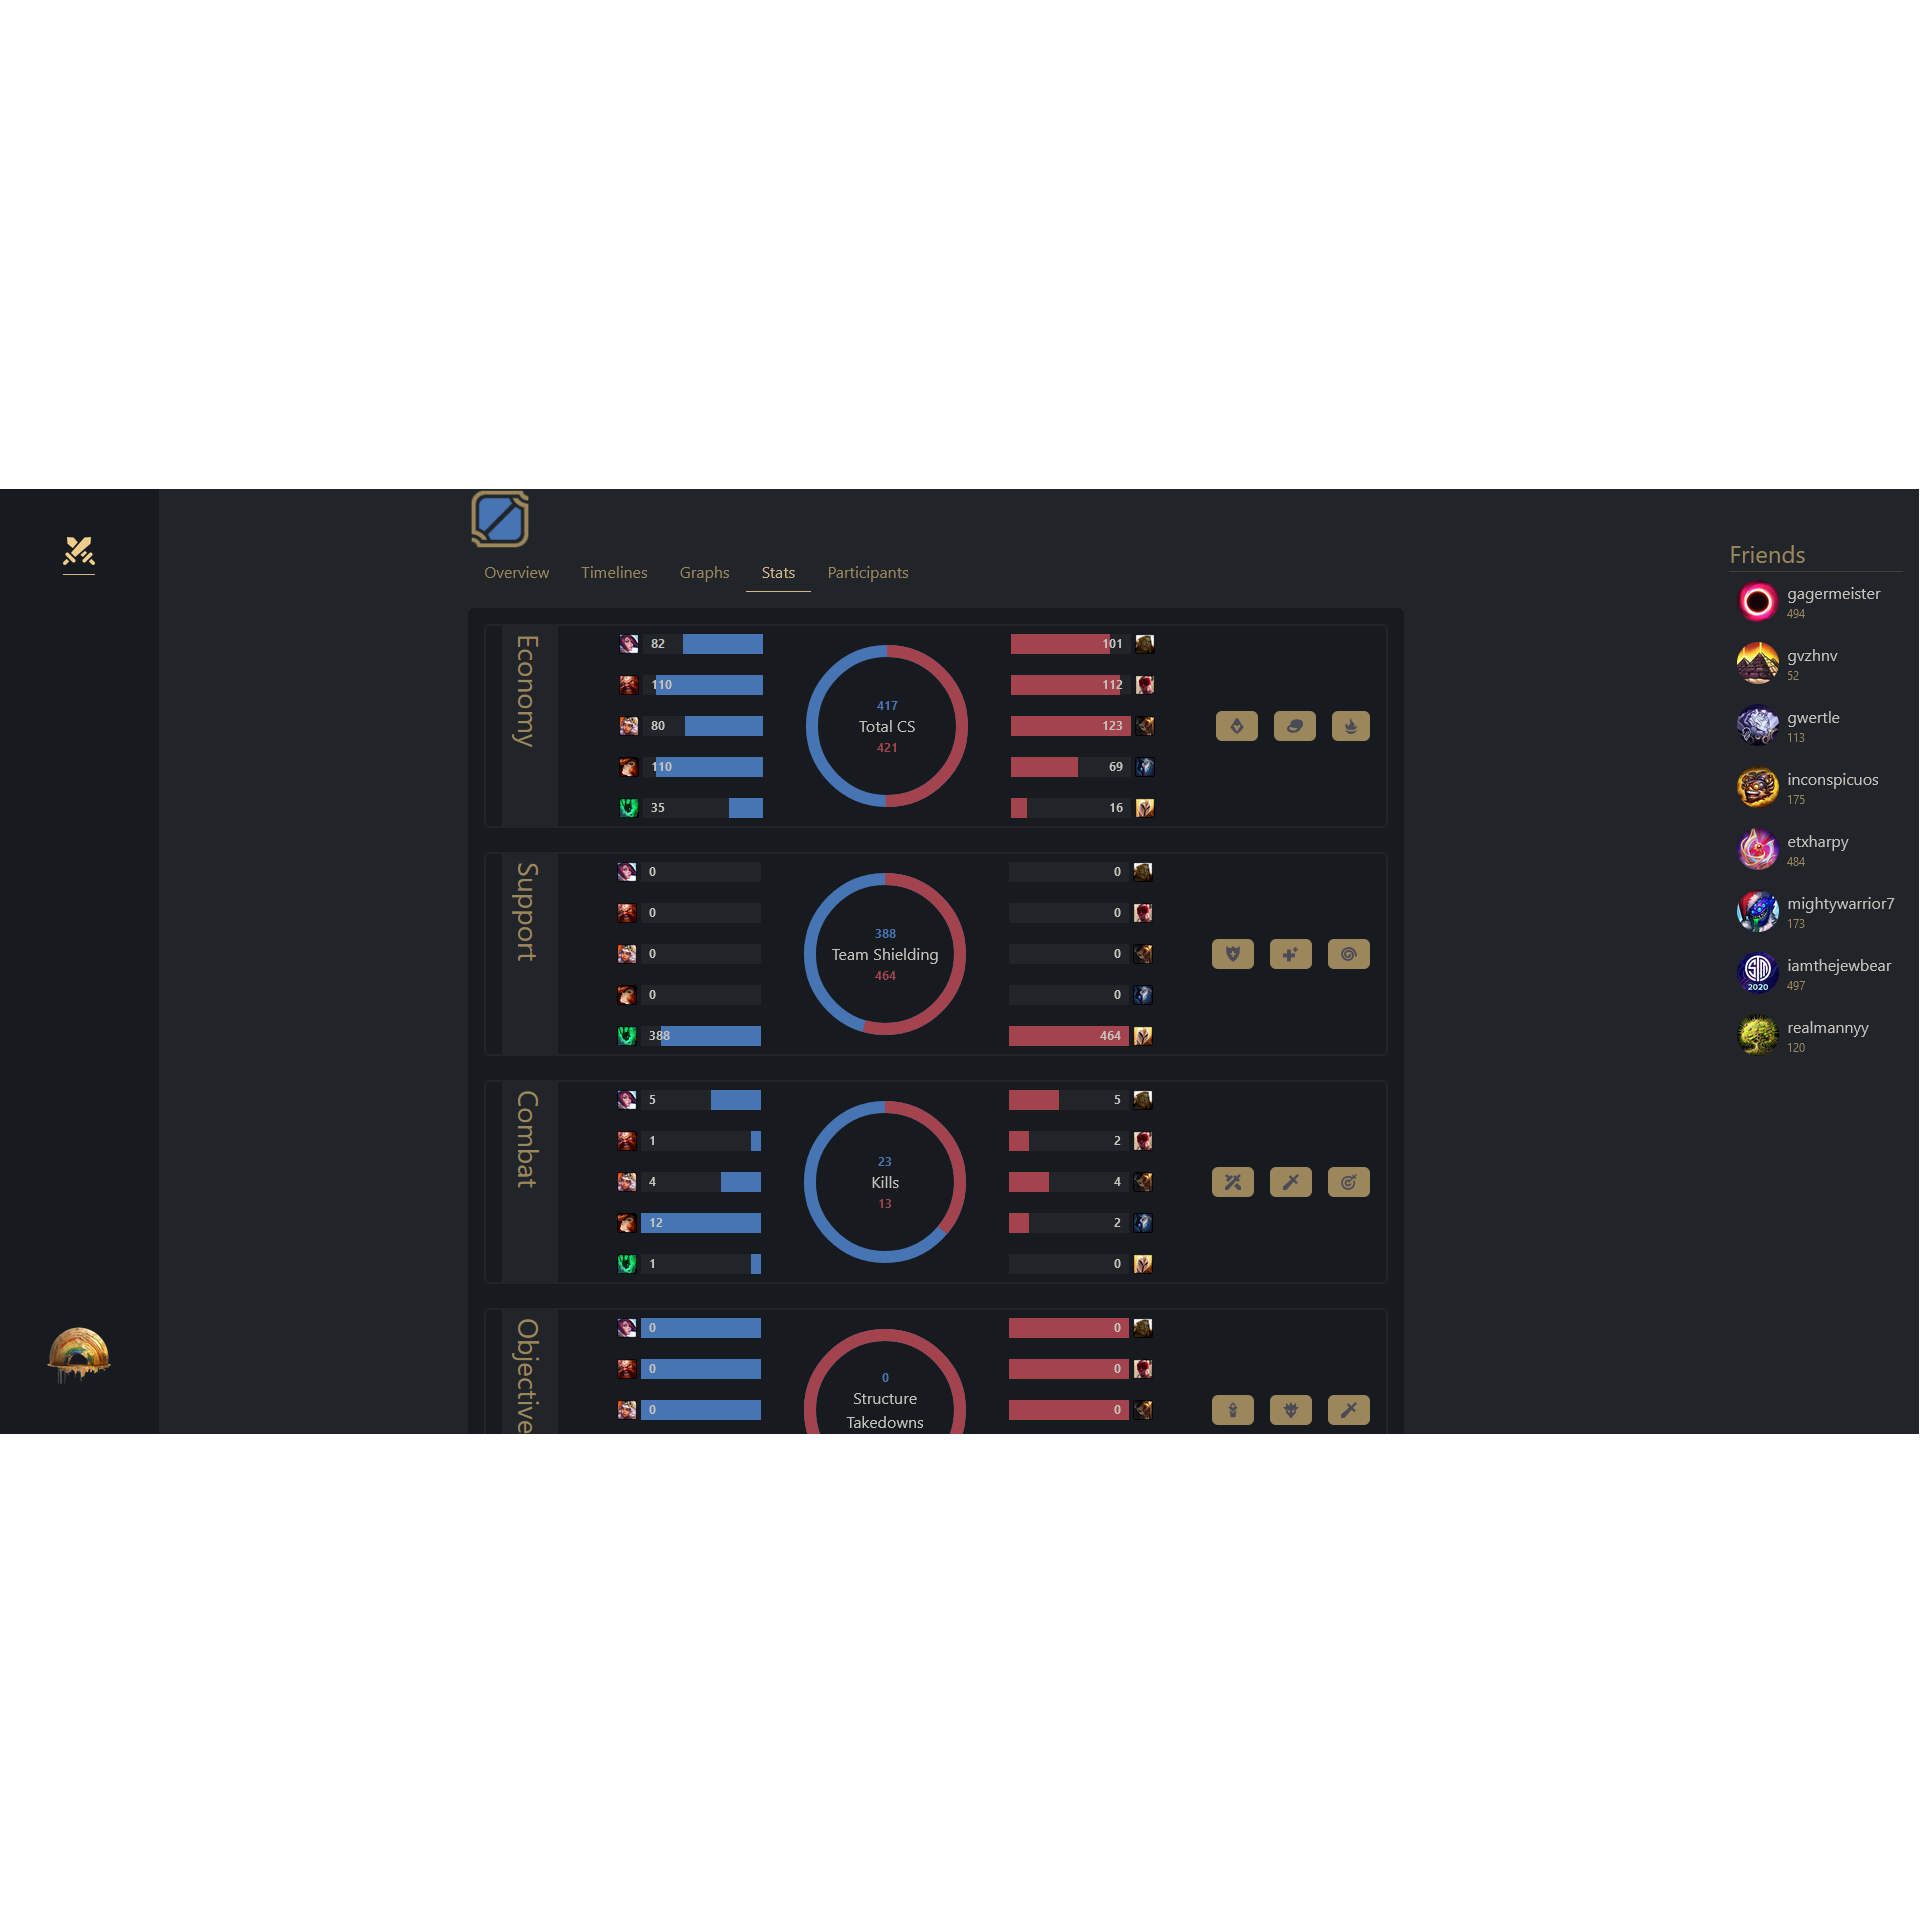 Overview Timelines Graphs Stats Participants
Economy
82
110
80
110
35
417
Total CS
421
101
112
123
69
16
Support
0
0
0
0
388
388
Team Shielding
464
0
0
0
0
464
Combat
5
1
4
12
1
23
Kills
13
5
2
4
2
0
Objective
0
0
0
0
Structure
Takedowns
0
0
0
Friends
gagermeister
494
gvzhnv
52
gwertle
113
inconspicuos
175
etxharpy
484
mightywarrior7
173
iamthejewbear
497
2020
realmannyy
120